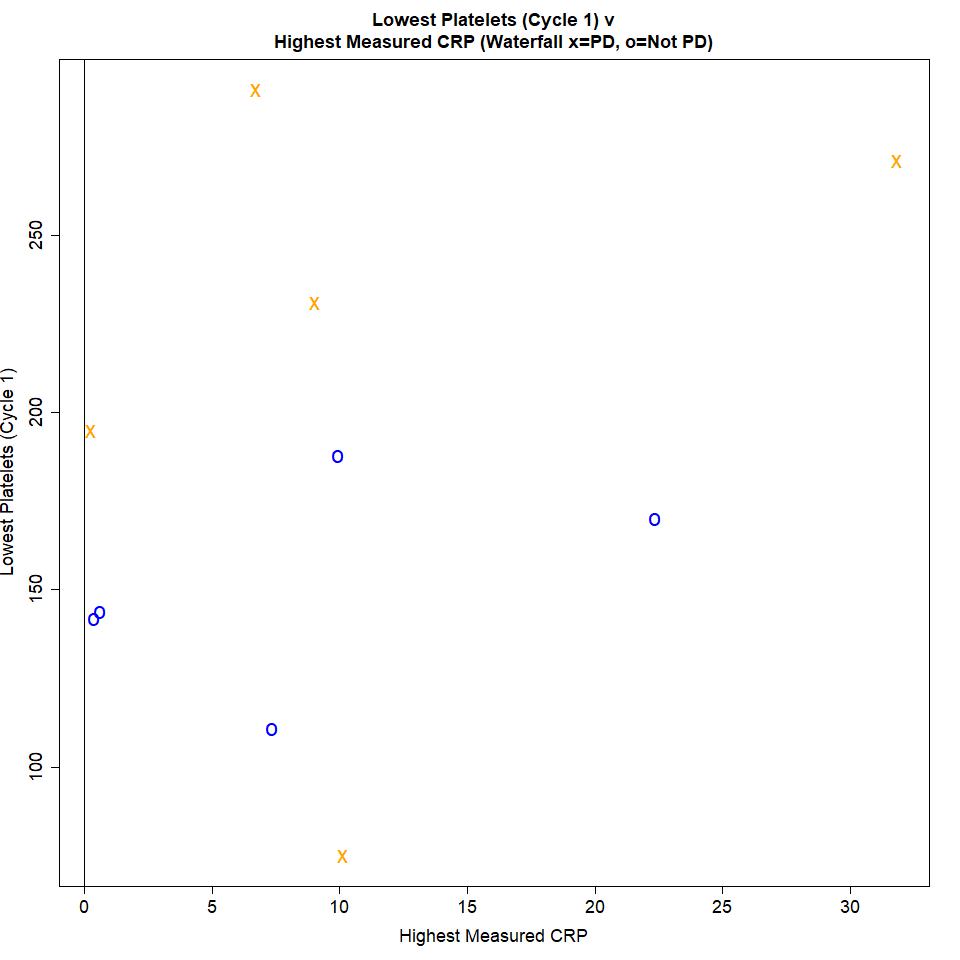 Lowest Platelets (Cycle 1) v
Highest Measured CRP (Waterfall x=PD, o=Not PD)
Lowest Platelets (Cycle 1)
250
200
150
100
X
X
X
X
O
O
O
O
O
X
0 5 10 15 20 25 30
Highest Measured CRP